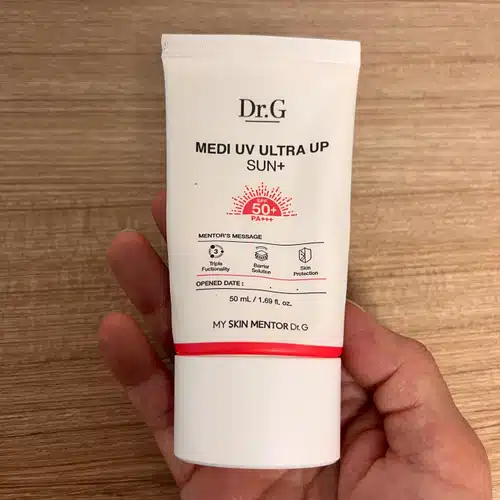 Dr.G
MEDI UV ULTRA UP
SUN+
SPF
50+
PA+++
MENTOR'S MESSAGE
3
Triple Barrier Skin
Fuctionality Solution Protection
OPENED DATE :
50 mL / 1.69 fl. oz.
MY SKIN MENTOR Dr.G